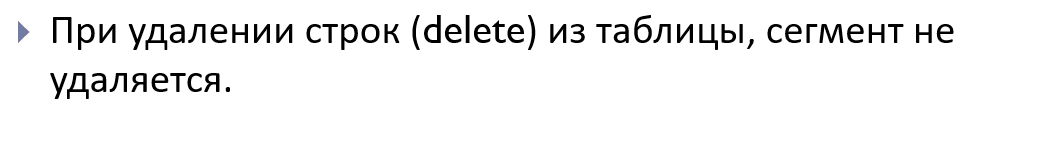 При удалении строк (delete) из таблицы, сегмент не
удаляется.